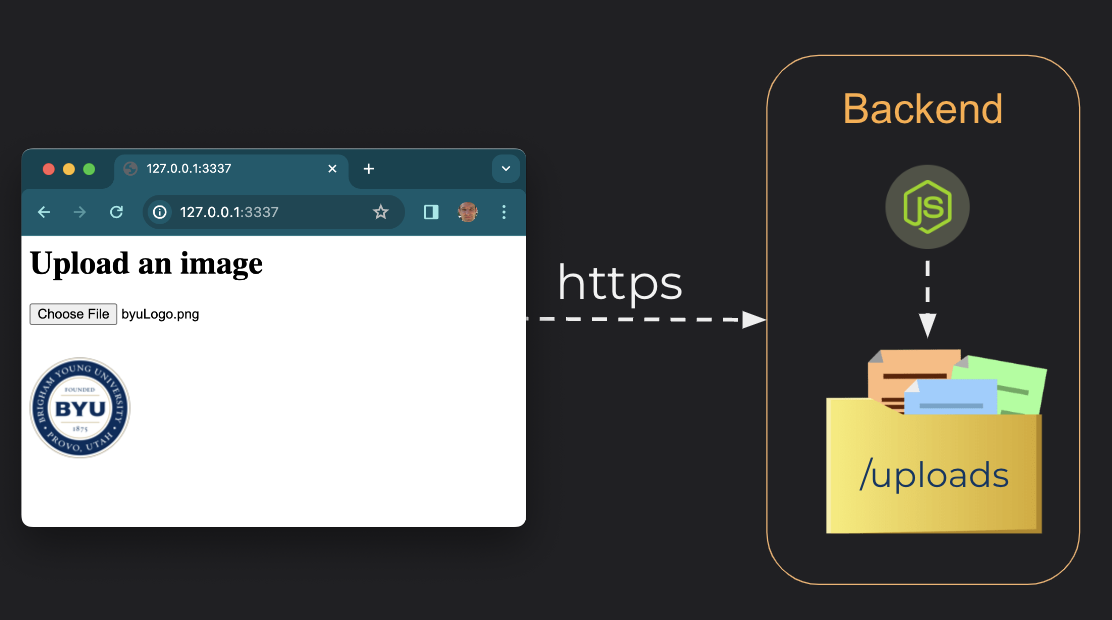 Backend
127.0.0.1:3337
127.0.0.1:3337
JS
Upload an image
https
Choose File byuLogo.png
BRIGHAM YOUNG UNIVERSITY
FOUNDED
BYU
1875
PROVO, UTAH
/uploads